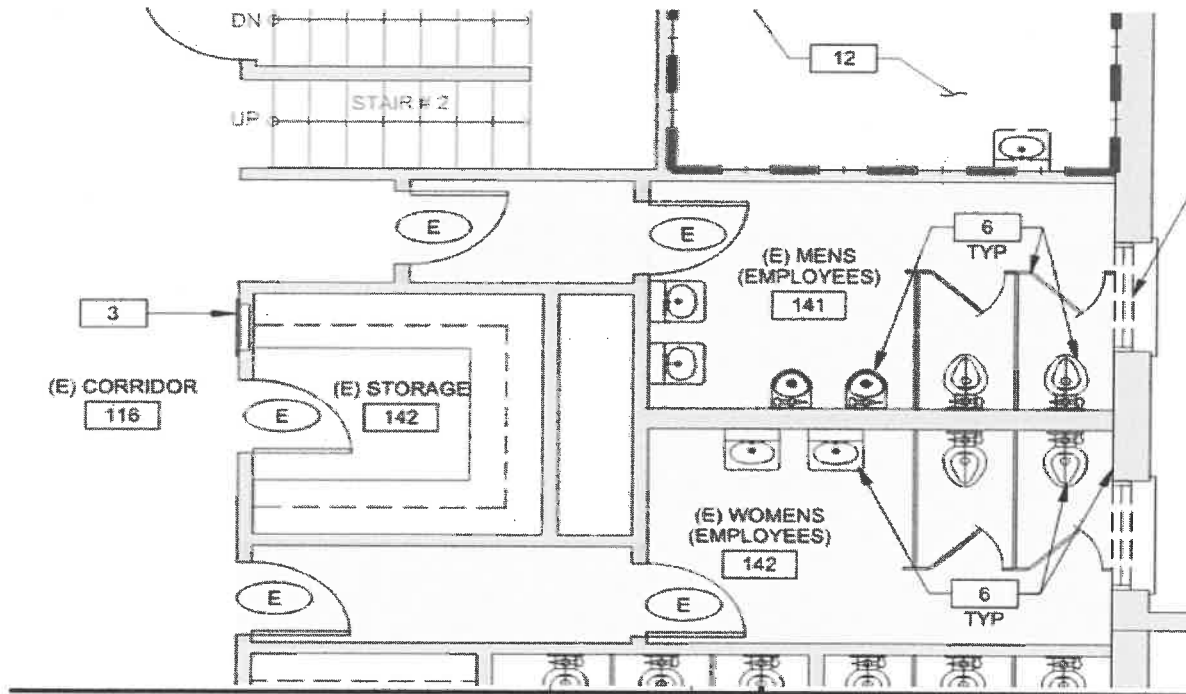 DN
12
STAIR # 2
UP
E
E
6
TYP
(E) MENS
(EMPLOYEES)
141
3
(E) CORRIDOR
116
(E) STORAGE
142
E
(E) WOMENS
(EMPLOYEES)
142
E
E
6
TYP